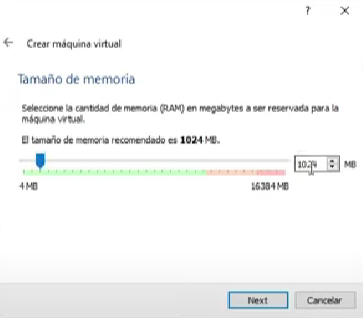 ?
Crear máquina virtual
Tamaño de memoria
Seleccione la cantidad de memoria (RAM) en megabytes a ser reservada para la
máquina virtual.
El tamaño de memoria recomendado es 1024 MB.
1024 MB
4 MB 16384 MB
Next Cancelar